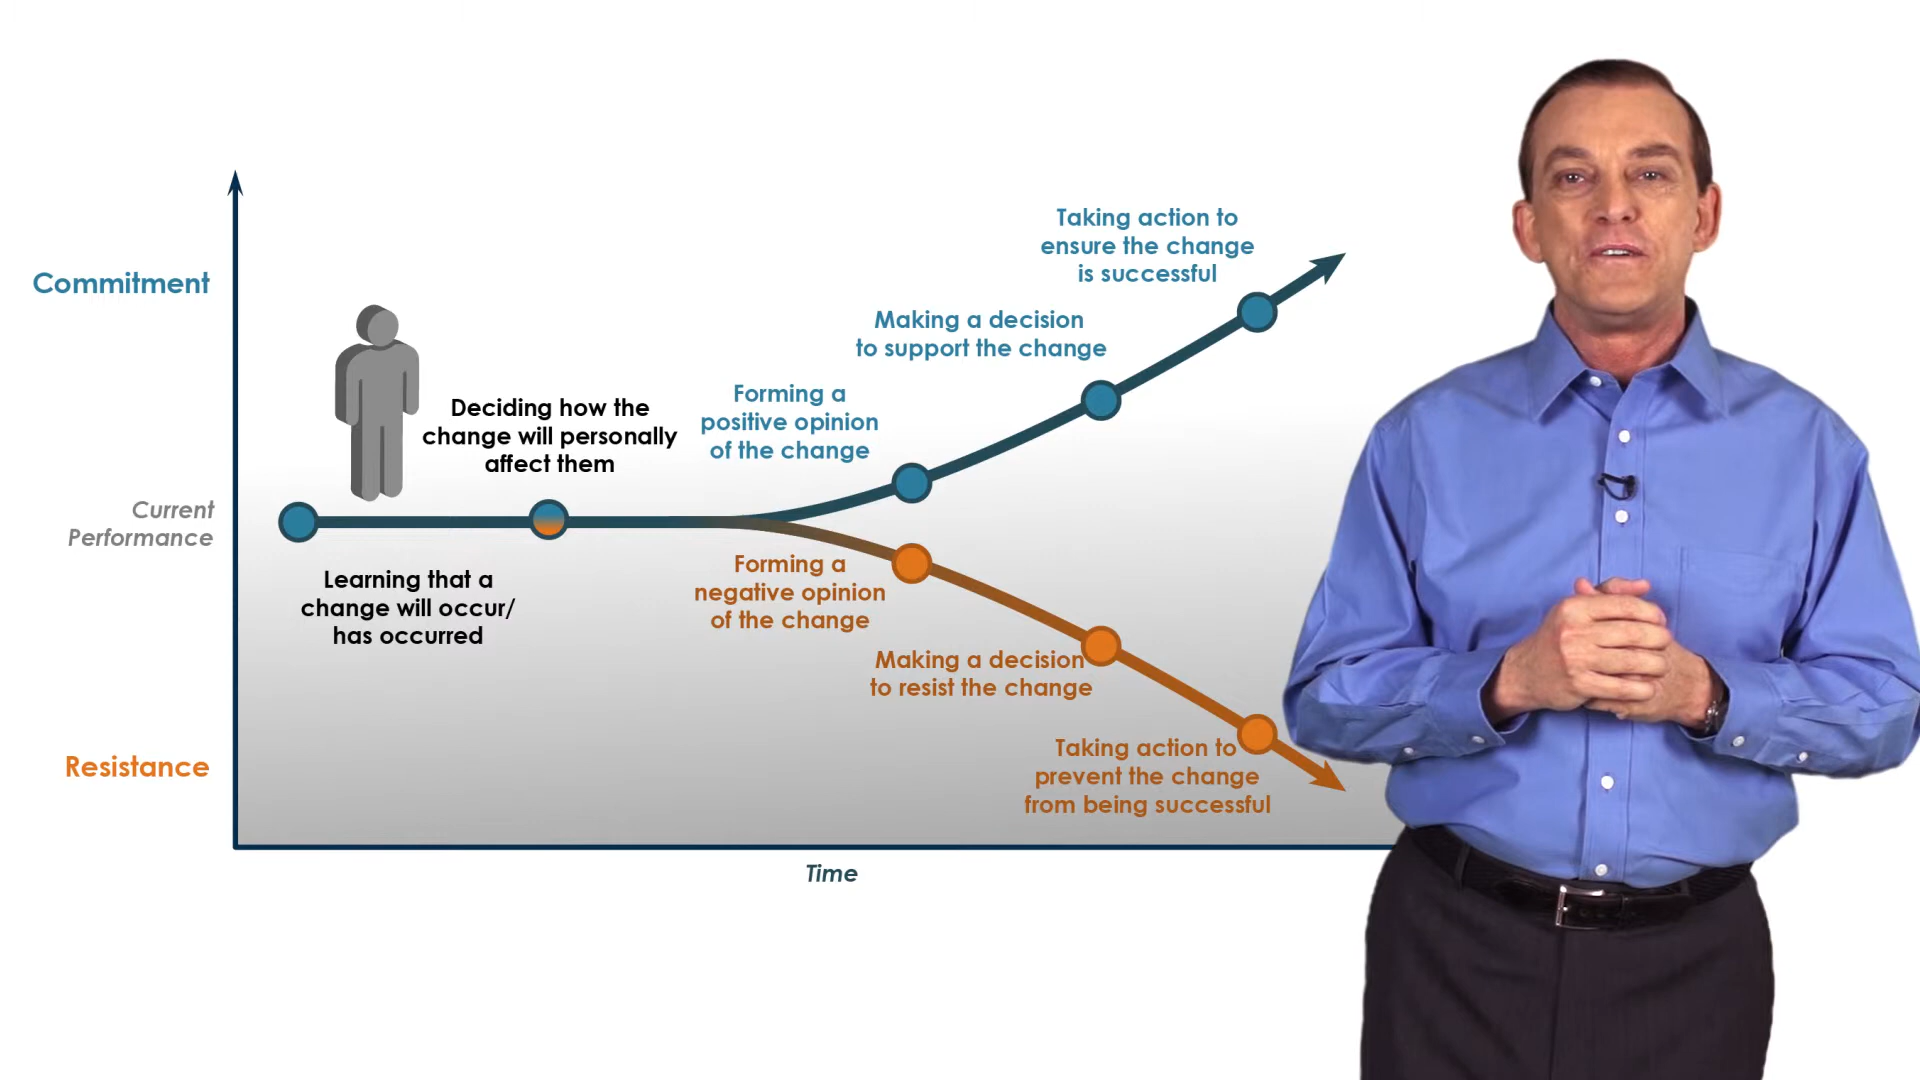 Commitment
Current
Performance
Resistance
Deciding how the
change will personally
affect them
Learning that a
change will occur/
has occurred
Forming a
positive opinion
of the change
Making a decision
to support the change
Taking action to
ensure the change
is successful
Forming a
negative opinion
of the change
Making a decision
to resist the change
Taking action to
prevent the change
from being successful
Time